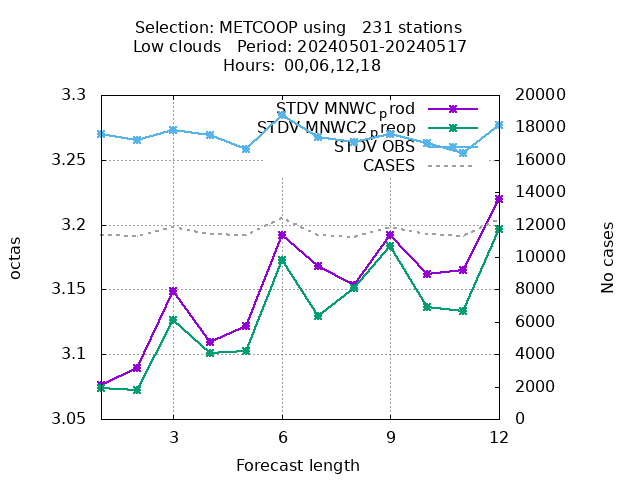 Selection: METCOOP using   231 stations
Low clouds   Period: 20240501-20240517
Hours:  00,06,12,18
3.3
3.25
3.2
3.15
3.1
3.05
octas
STDV MNWC_prod
STDV MNWC2_preop
STDV OBS
CASES
20000
18000
16000
14000
12000
10000
8000
6000
4000
2000
0
No cases
3 6 9 12
Forecast length